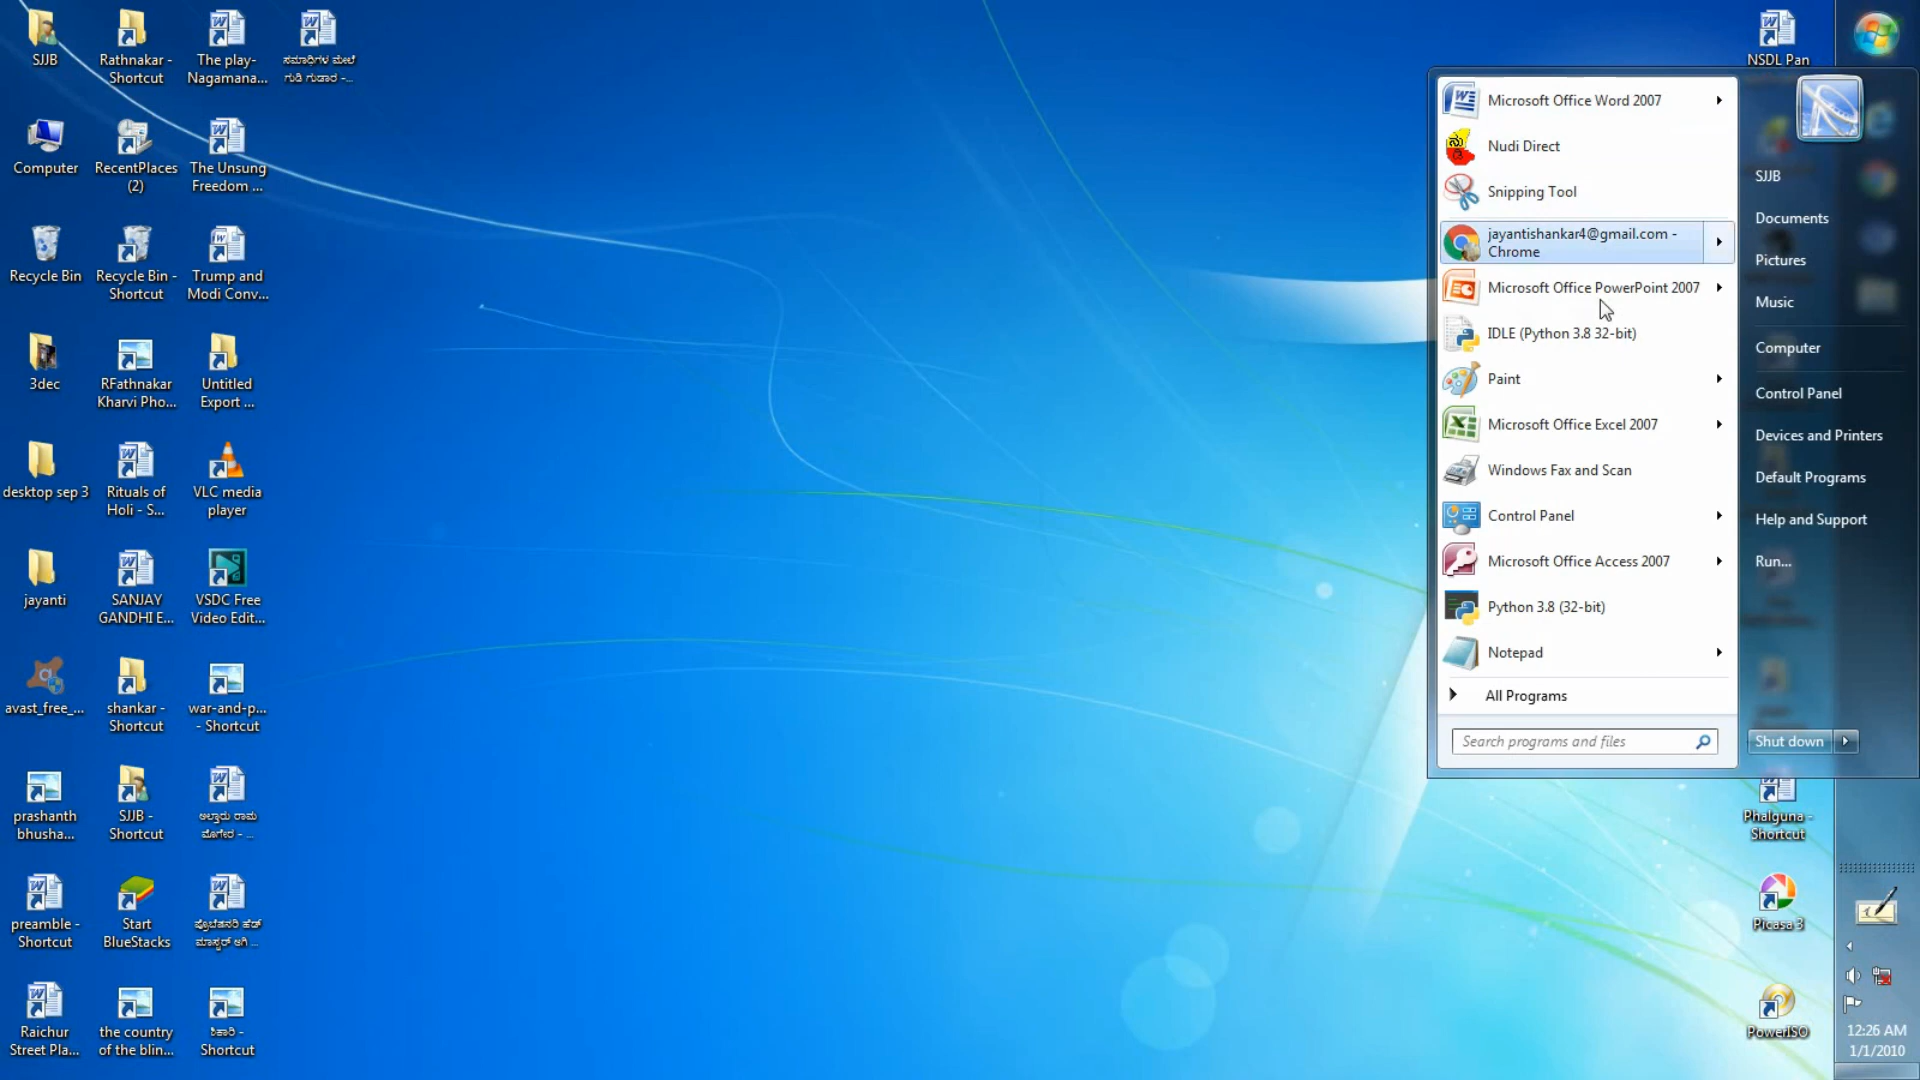 SJJB
Rathnakar -
Shortcut
The play-
Nagamana...
ಸಮಾಧಿಗಳ ಮೇಲೆ
ಗುಡಿ ಗುಡಾರ -...
Computer
RecentPlaces
(2)
The Unsung
Freedom ...
Recycle Bin
Recycle Bin -
Shortcut
Trump and
Modi Conv...
3dec
RFathnakar
Kharvi Pho...
Untitled
Export ...
desktop sep 3
Rituals of
Holi - S...
VLC media
player
jayanti
SANJAY
GANDHI E...
VSDC Free
Video Edit...
avast_free_...
shankar -
Shortcut
war-and-p...
- Shortcut
prashanth
bhusha...
SJJB -
Shortcut
ಅಲ್ತಾರು ರಾಮ
ಮೊಗೇರ - ...
preamble -
Shortcut
Start
BlueStacks
ಪ್ರೊಬೆಶನರಿ ಹೆಡ್
ಮಾಸ್ಟರ್ ಆಗಿ ...
Raichur
Street Pla...
the country
of the blin...
ಶಿಕಾರಿ -
Shortcut
NSDL Pan
Microsoft Office Word 2007
Nudi Direct
Snipping Tool
jayantishankar4@gmail.com -
Chrome
Microsoft Office PowerPoint 2007
IDLE (Python 3.8 32-bit)
Paint
Microsoft Office Excel 2007
Windows Fax and Scan
Control Panel
Microsoft Office Access 2007
Python 3.8 (32-bit)
Notepad
All Programs
Search programs and files
SJJB
Documents
Pictures
Music
Computer
Control Panel
Devices and Printers
Default Programs
Help and Support
Run...
Shut down
Phalguna -
Shortcut
Picasa 3
PowerISO
12:26 AM
1/1/2010